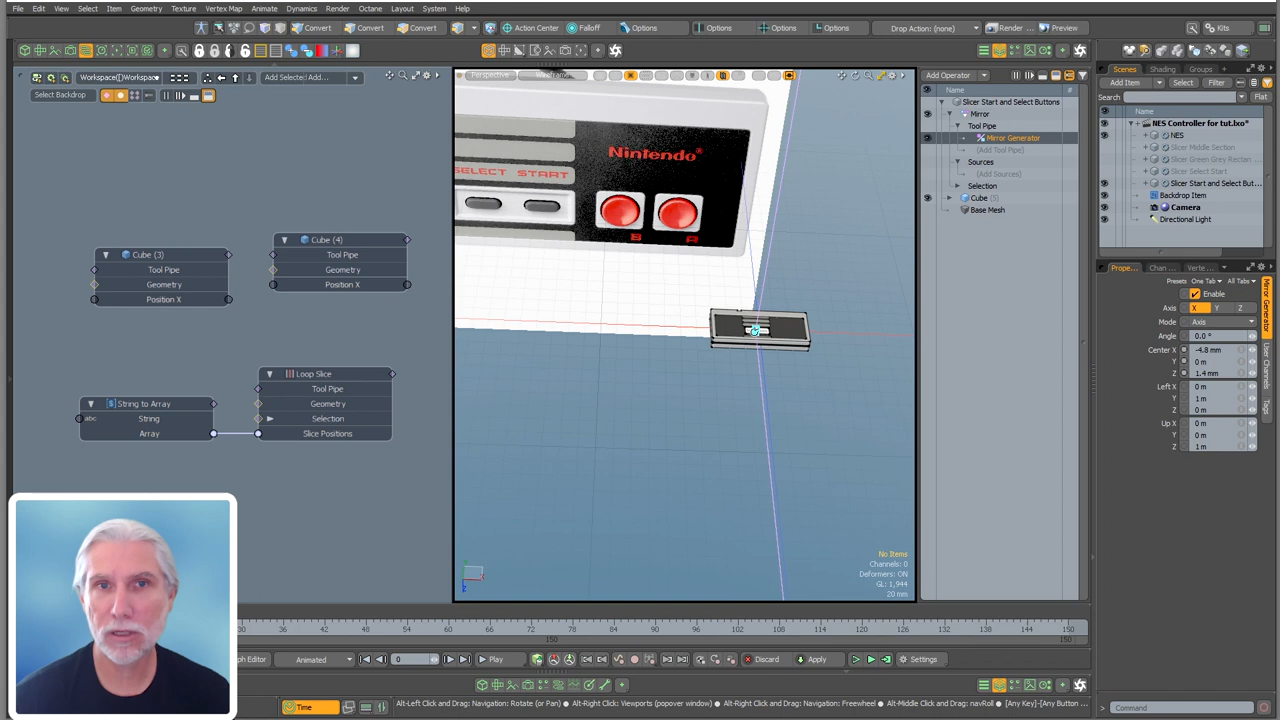 File Edit View Select Item Geometry Texture Vertex Map Animate Dynamics Render Octane Layout System Help
Convert Convert Convert Action Center Falloff Options Options Options Options Drop Action: (none) Render... Preview Kits
Workspace([]Workspace Add Selected Add...
Select Backdrop
Cube (3)
Tool Pipe
Geometry
Position X
Cube (4)
Tool Pipe
Geometry
Position X
String to Array
abc String
Array
Loop Slice
Tool Pipe
Geometry
Selection
Slice Positions
Perspective Wireframe
Nintendo®
SELECT START
B A
No Items
Channels: 0
Deformers: ON
GL: 1,944
20 mm
Add Operator
Name #
Slicer Start and Select Buttons
Mirror
Tool Pipe
Mirror Generator
(Add Tool Pipe)
Sources
(Add Sources)
Selection
Cube
Base Mesh
Scenes Shading Groups
Add Item Select Filter Flat
Search
Name
NES Controller for tut.lxo*
NES
Slicer Middle Section
Slicer Green Grey Rectan ...
Slicer Select Start
Slicer Start and Select But...
Backdrop Item
Camera
Directional Light
Prope... Chan ... Verte ...
Presets One Tab All Tabs
Enable
Axis X Y Z
Mode Axis
Angle 0.0 °
Center X -4.8 mm
Y 0 m
Z 1.4 mm
Left X 0 m
Y 1 m
Z 0 m
Up X 0 m
Y 0 m
Z 1 m
Mirror Generator
User Channels
Tags
36 42 48 54 60 66 72 78 84 90 96 102 108 114 120 126 132 138 144 150
150 150
ph Editor Animated 0 Play Discard Apply Settings
Time Alt-Left Click and Drag: Navigation: Rotate (or Pan) ● Alt-Right Click: Viewports (popover window) ● Alt-Right Click and Drag: Navigation: Freewheel ● Alt-Middle Click and Drag: navRoll ● [Any Key]-[Any Button ... Command